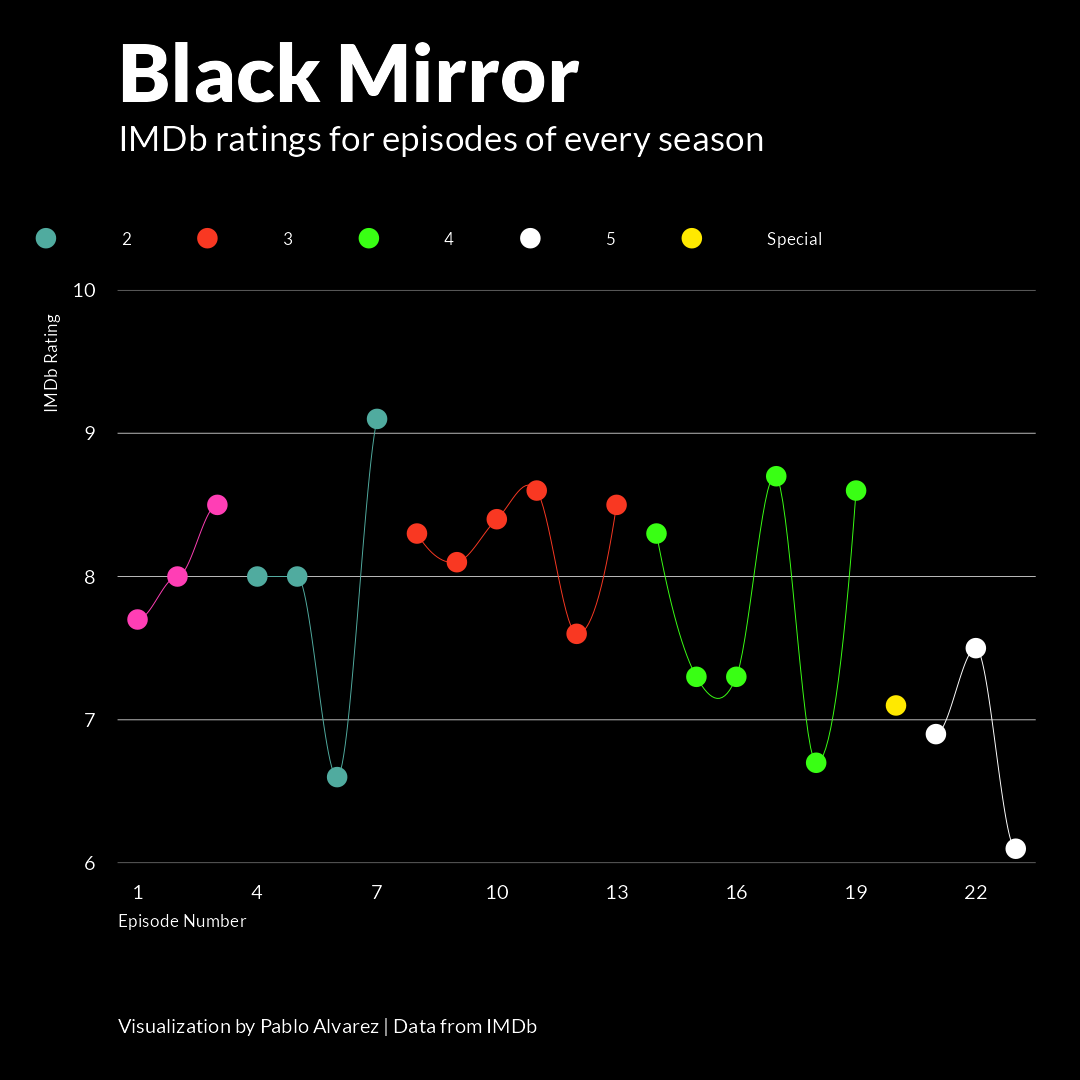 Black Mirror
IMDb ratings for episodes of every season
2 3 4 5 Special
10
IMDb Rating
9
8
7
6
1 4 7 10 13 16 19 22
Episode Number
Visualization by Pablo Alvarez | Data from IMDb